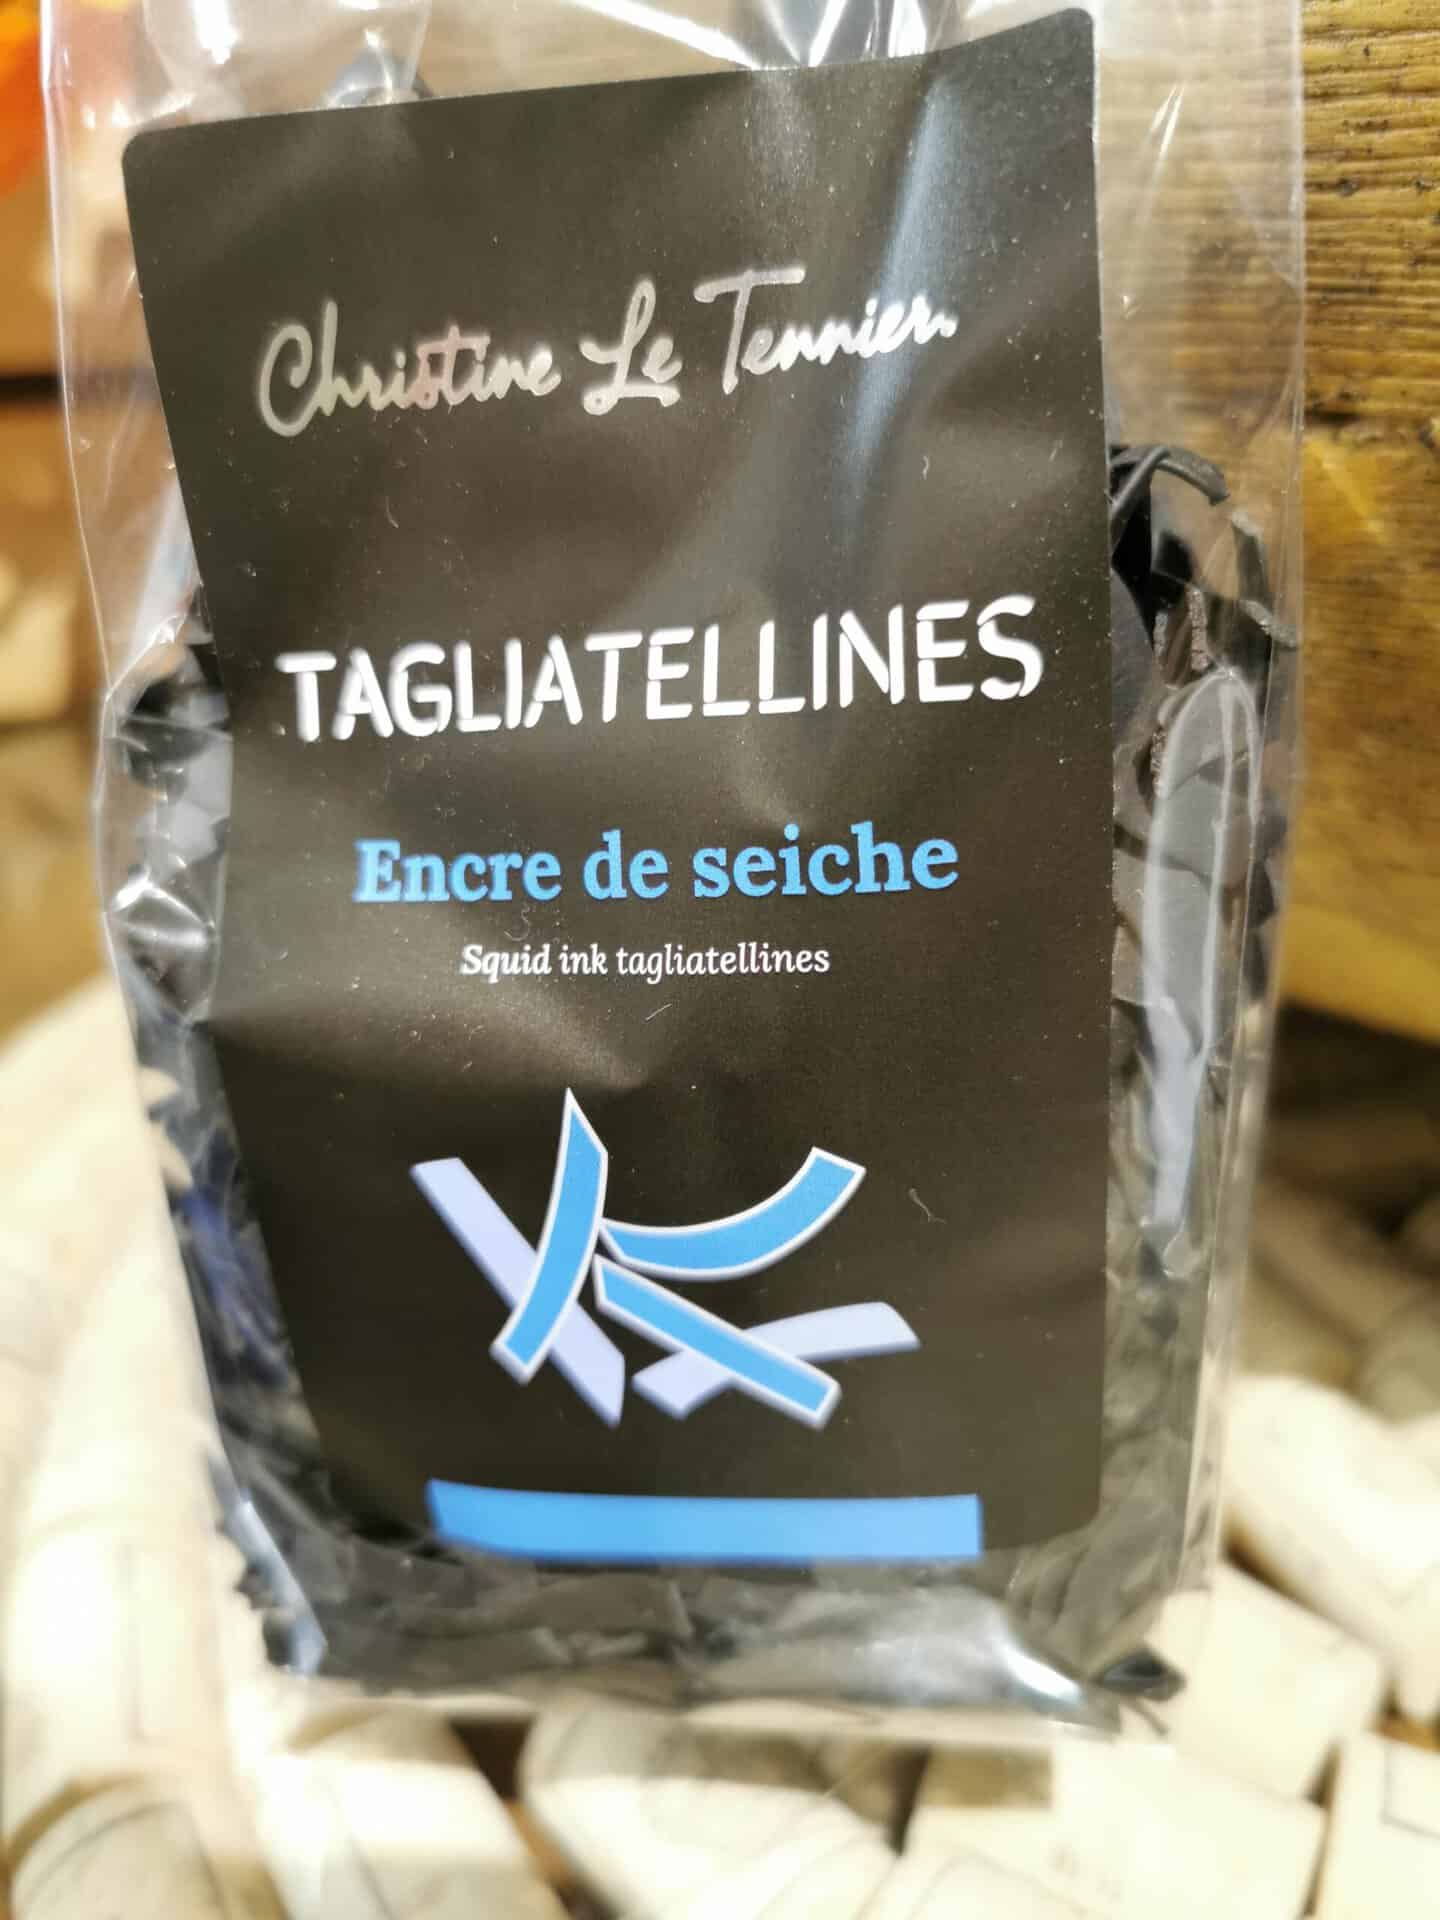 Christine Le Tennier
TAGLIATELLINES
Encre de seiche
Squid ink tagliatellines